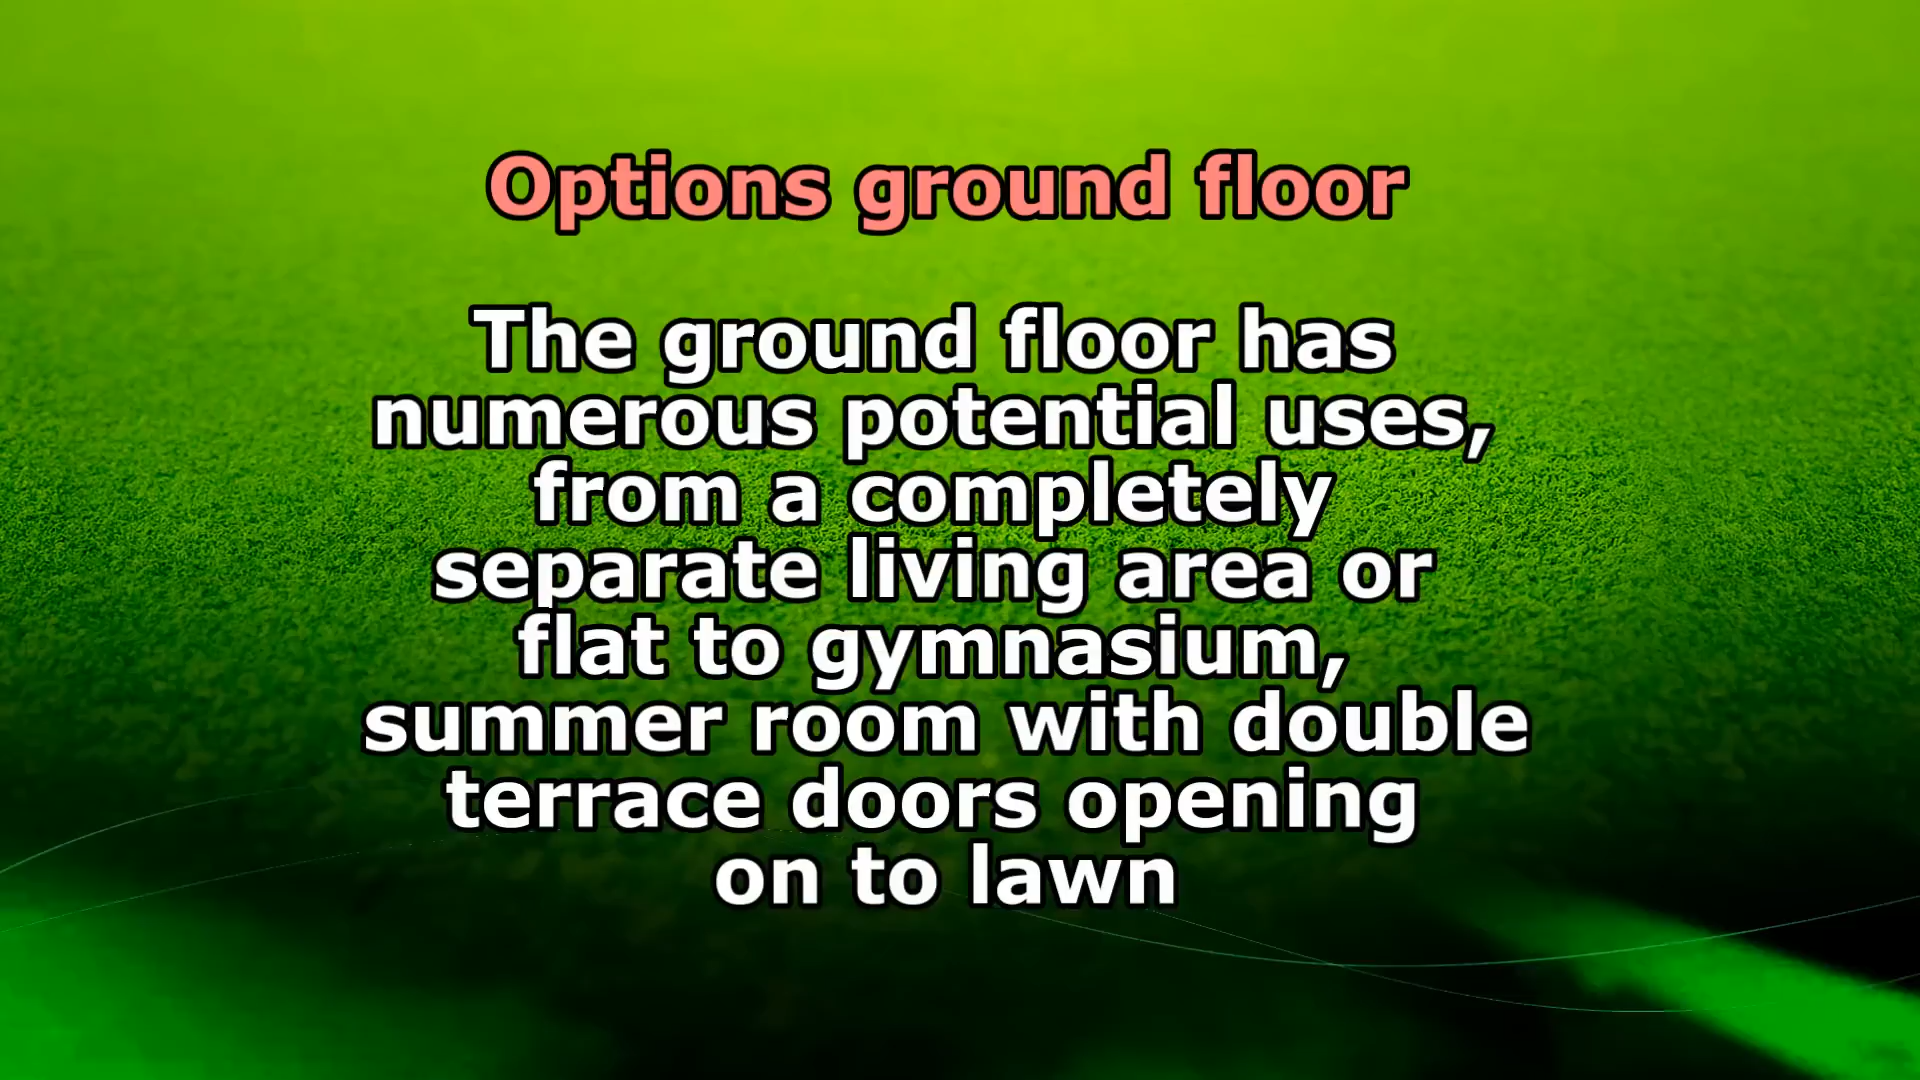 Options ground floor
The ground floor has
numerous potential uses,
from a completely
separate living area or
flat to gymnasium,
summer room with double
terrace doors opening
on to lawn